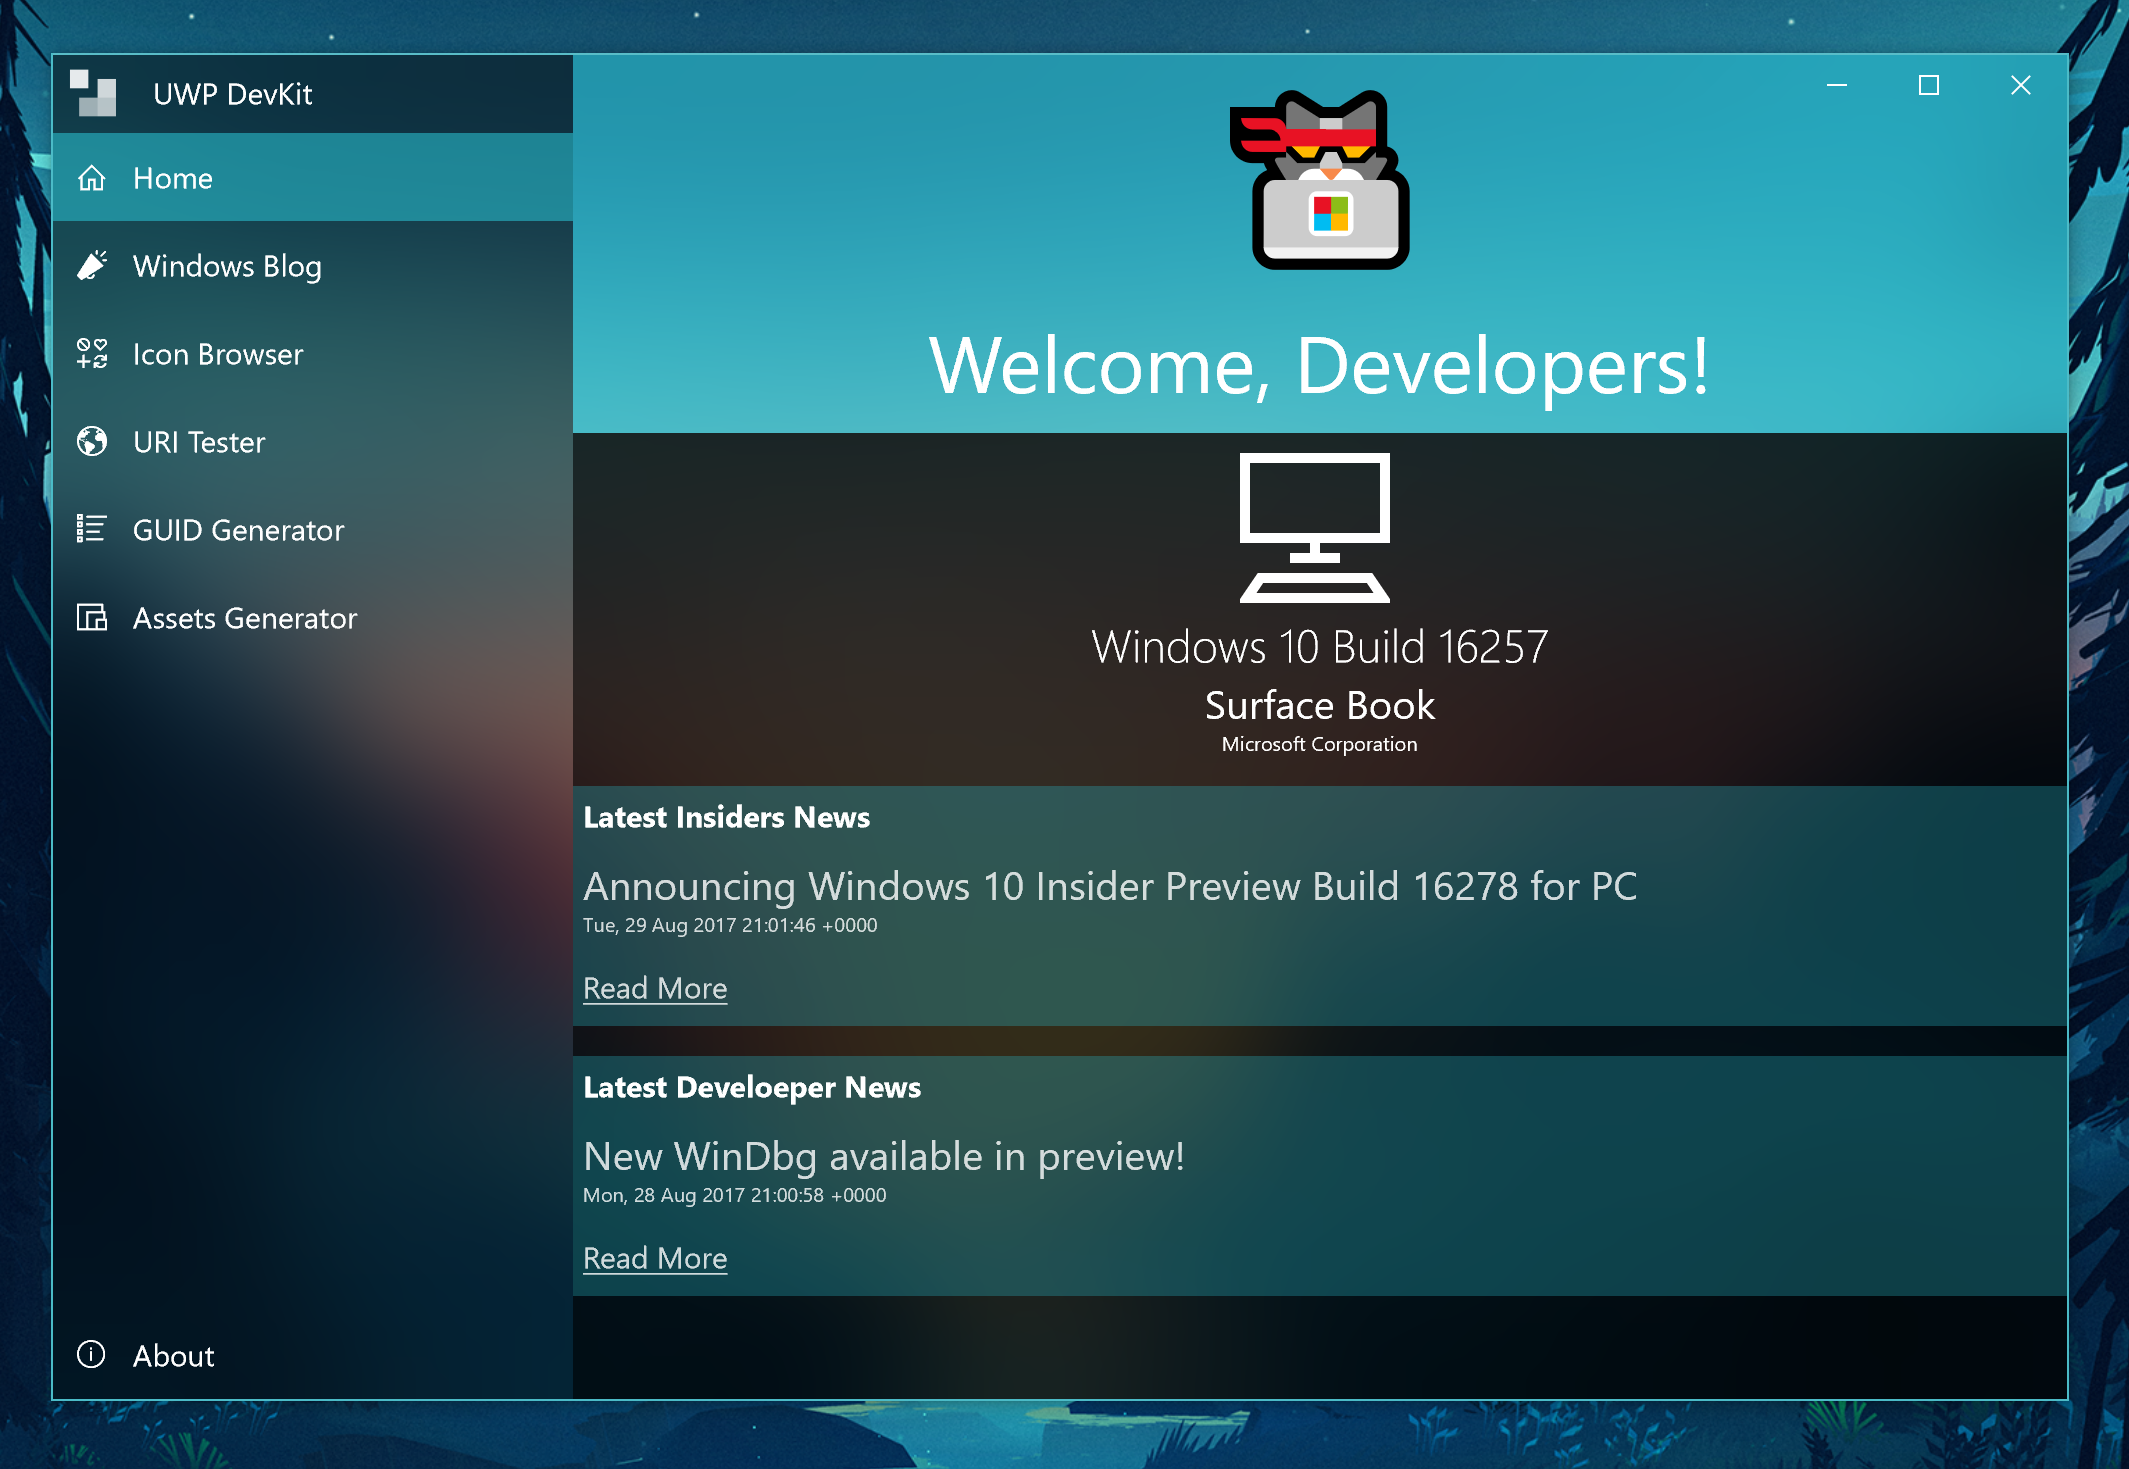 UWP DevKit
Home
Windows Blog
Icon Browser
URI Tester
GUID Generator
Assets Generator
About
Welcome, Developers!
Windows 10 Build 16257
Surface Book
Microsoft Corporation
Latest Insiders News
Announcing Windows 10 Insider Preview Build 16278 for PC
Tue, 29 Aug 2017 21:01:46 +0000
Read More
Latest Develoeper News
New WinDbg available in preview!
Mon, 28 Aug 2017 21:00:58 +0000
Read More